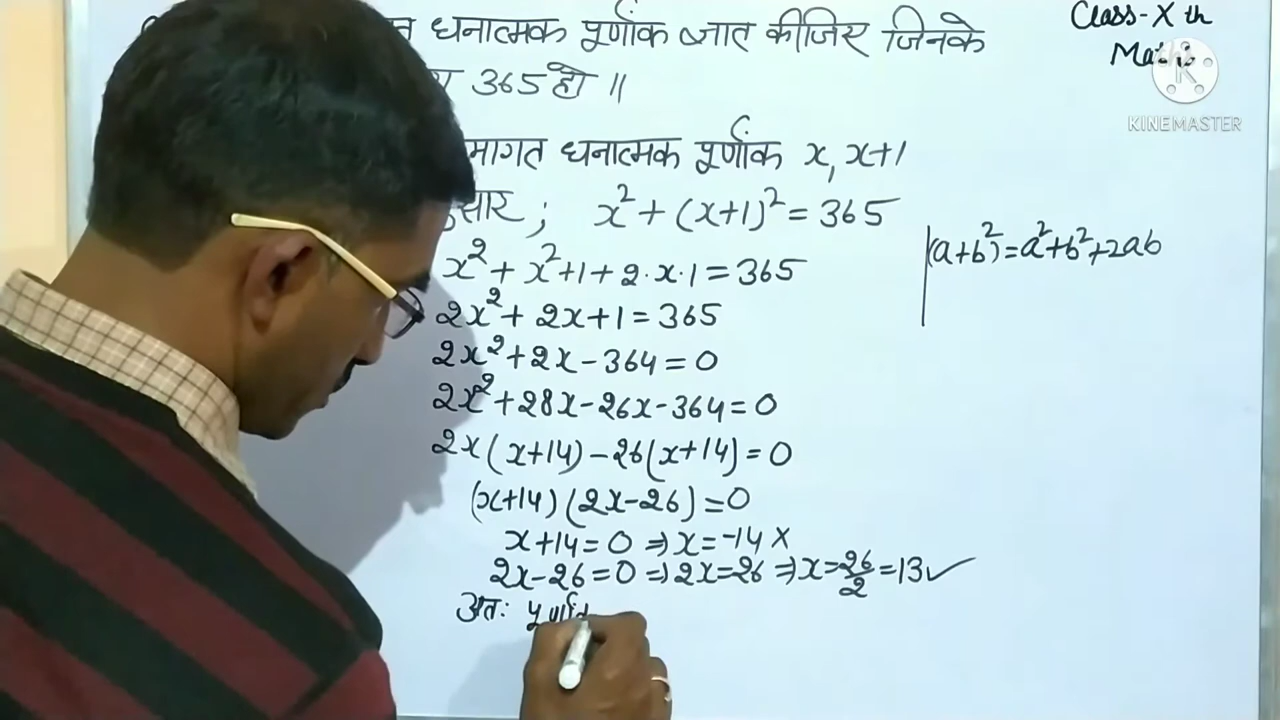 धनात्मक पूर्णांक ज्ञात कीजिए जिनके
365 हो ॥
Class-X th
Maths
KINEMASTER
धनात्मक पूर्णांक x, x+1
; x² + (x+1)² = 365
x² + x² + 1 + 2·x·1 = 365
(a+b²) = a²+b²+2ab
2x² + 2x + 1 = 365
2x² + 2x - 364 = 0
2x² + 28x - 26x - 364 = 0
2x (x+14) - 26(x+14) = 0
(x+14) (2x-26) = 0
x+14 = 0 ⇒ x = -14 ×
2x-26 = 0 ⇒ 2x = 26 ⇒ x = 26/2 = 13 ✓
अतः